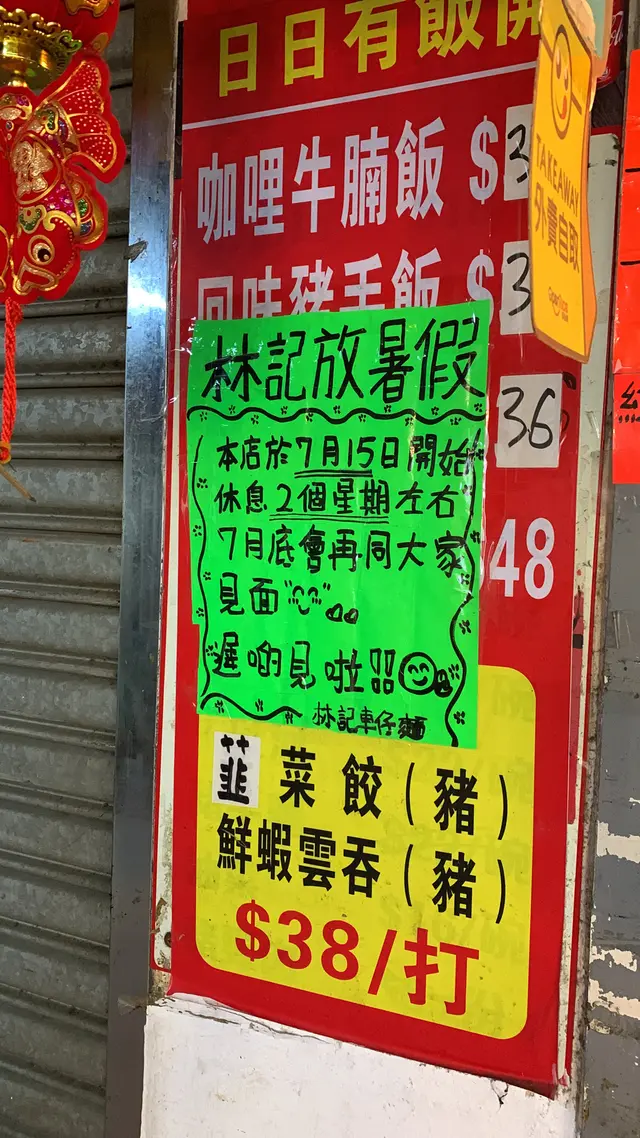 日日有飯開
咖哩牛腩飯 $3
回味豬手飯 $3
36
48
林記放暑假
本店於7月15日開始
休息2個星期左右
7月底會再同大家
見面
遲啲見啦!!
林記車仔麵
韮菜餃(豬)
鮮蝦雲吞(豬)
$38/打
TAKEAWAY
外賣自取